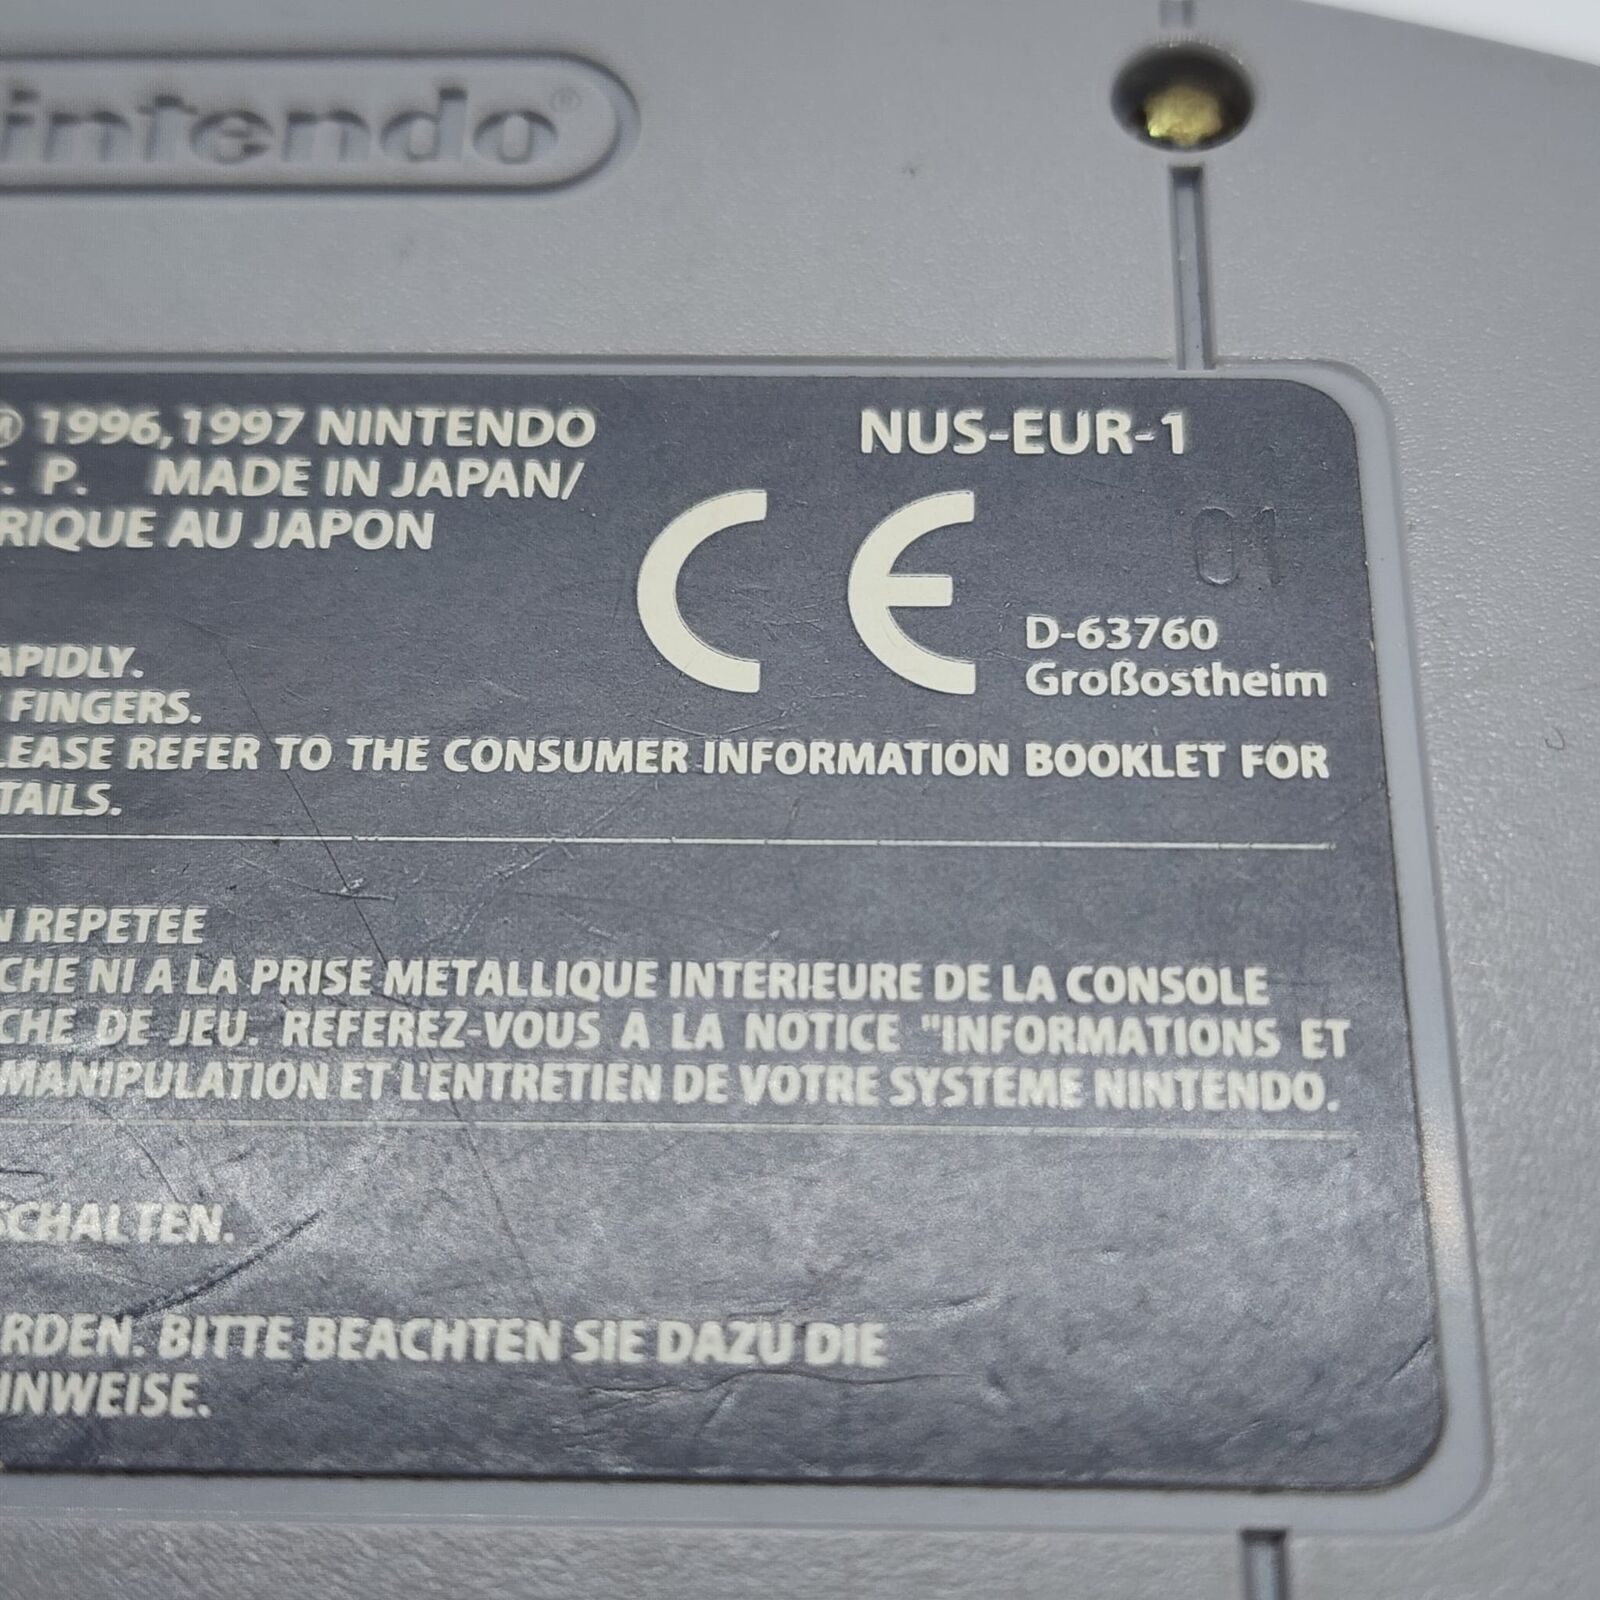 intendo®
1996,1997 NINTENDO
P. MADE IN JAPAN/
RIQUE AU JAPON
NUS-EUR-1
CE
01
D-63760
Großostheim
APIDLY.
FINGERS.
LEASE REFER TO THE CONSUMER INFORMATION BOOKLET FOR
TAILS.
N REPETEE
CHE NI A LA PRISE METALLIQUE INTERIEURE DE LA CONSOLE
CHE DE JEU. REFEREZ-VOUS A LA NOTICE "INFORMATIONS ET
MANIPULATION ET L'ENTRETIEN DE VOTRE SYSTEME NINTENDO.
SCHALTEN.
RDEN. BITTE BEACHTEN SIE DAZU DIE
INWEISE.